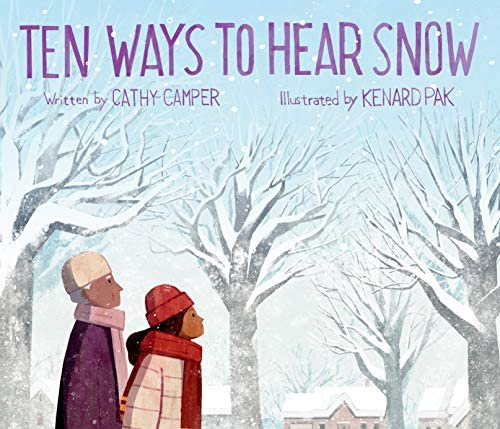 TEN WAYS TO HEAR SNOW
Written by CATHY CAMPER Illustrated by KENARD PAK